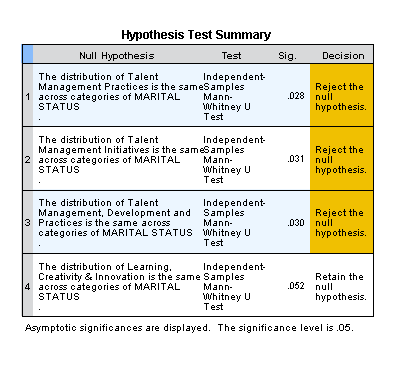 Hypothesis Test Summary
Null Hypothesis Test Sig. Decision
1
The distribution of Talent
Management Practices is the same
across categories of MARITAL
STATUS
.
Independent-
Samples
Mann-
Whitney U
Test
.028
Reject the
null
hypothesis.
2
The distribution of Talent
Management Initiatives is the same
across categories of MARITAL
STATUS
.
Independent-
Samples
Mann-
Whitney U
Test
.031
Reject the
null
hypothesis.
3
The distribution of Talent
Management, Development and
Practices is the same across
categories of MARITAL STATUS
.
Independent-
Samples
Mann-
Whitney U
Test
.030
Reject the
null
hypothesis.
4
The distribution of Learning,
Creativity & Innovation is the same
across categories of MARITAL
STATUS
.
Independent-
Samples
Mann-
Whitney U
Test
.052
Retain the
null
hypothesis.
Asymptotic significances are displayed. The significance level is .05.